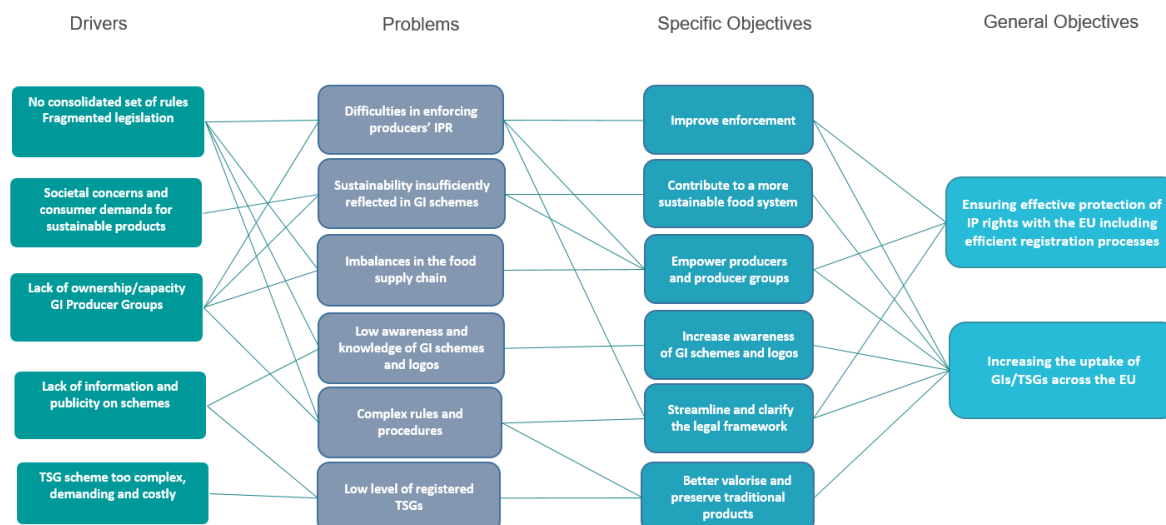 Drivers
Problems
Specific Objectives
General Objectives
No consolidated set of rules
Fragmented legislation
Societal concerns and
consumer demands for
sustainable products
Lack of ownership/capacity
GI Producer Groups
Lack of information and
publicity on schemes
TSG scheme too complex,
demanding and costly
Difficulties in enforcing
producers' IPR
Sustainability insufficiently
reflected in GI schemes
Imbalances in the food
supply chain
Low awareness and
knowledge of GI schemes
and logos
Complex rules and
procedures
Low level of registered
TSGs
Improve enforcement
Contribute to a more
sustainable food system
Empower producers
and producer groups
Increase awareness
of GI schemes and logos
Streamline and clarify
the legal framework
Better valorise and
preserve traditional
products
Ensuring effective protection of
IP rights with the EU including
efficient registration processes
Increasing the uptake of
GIs/TSGs across the EU